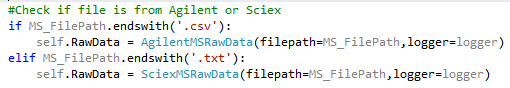 #Check if file is from Agilent or Sciex
if MS_FilePath.endswith('.csv'):
    self.RawData = AgilentMSRawData(filepath=MS_FilePath,logger=logger)
elif MS_FilePath.endswith('.txt'):
    self.RawData = SciexMSRawData(filepath=MS_FilePath,logger=logger)